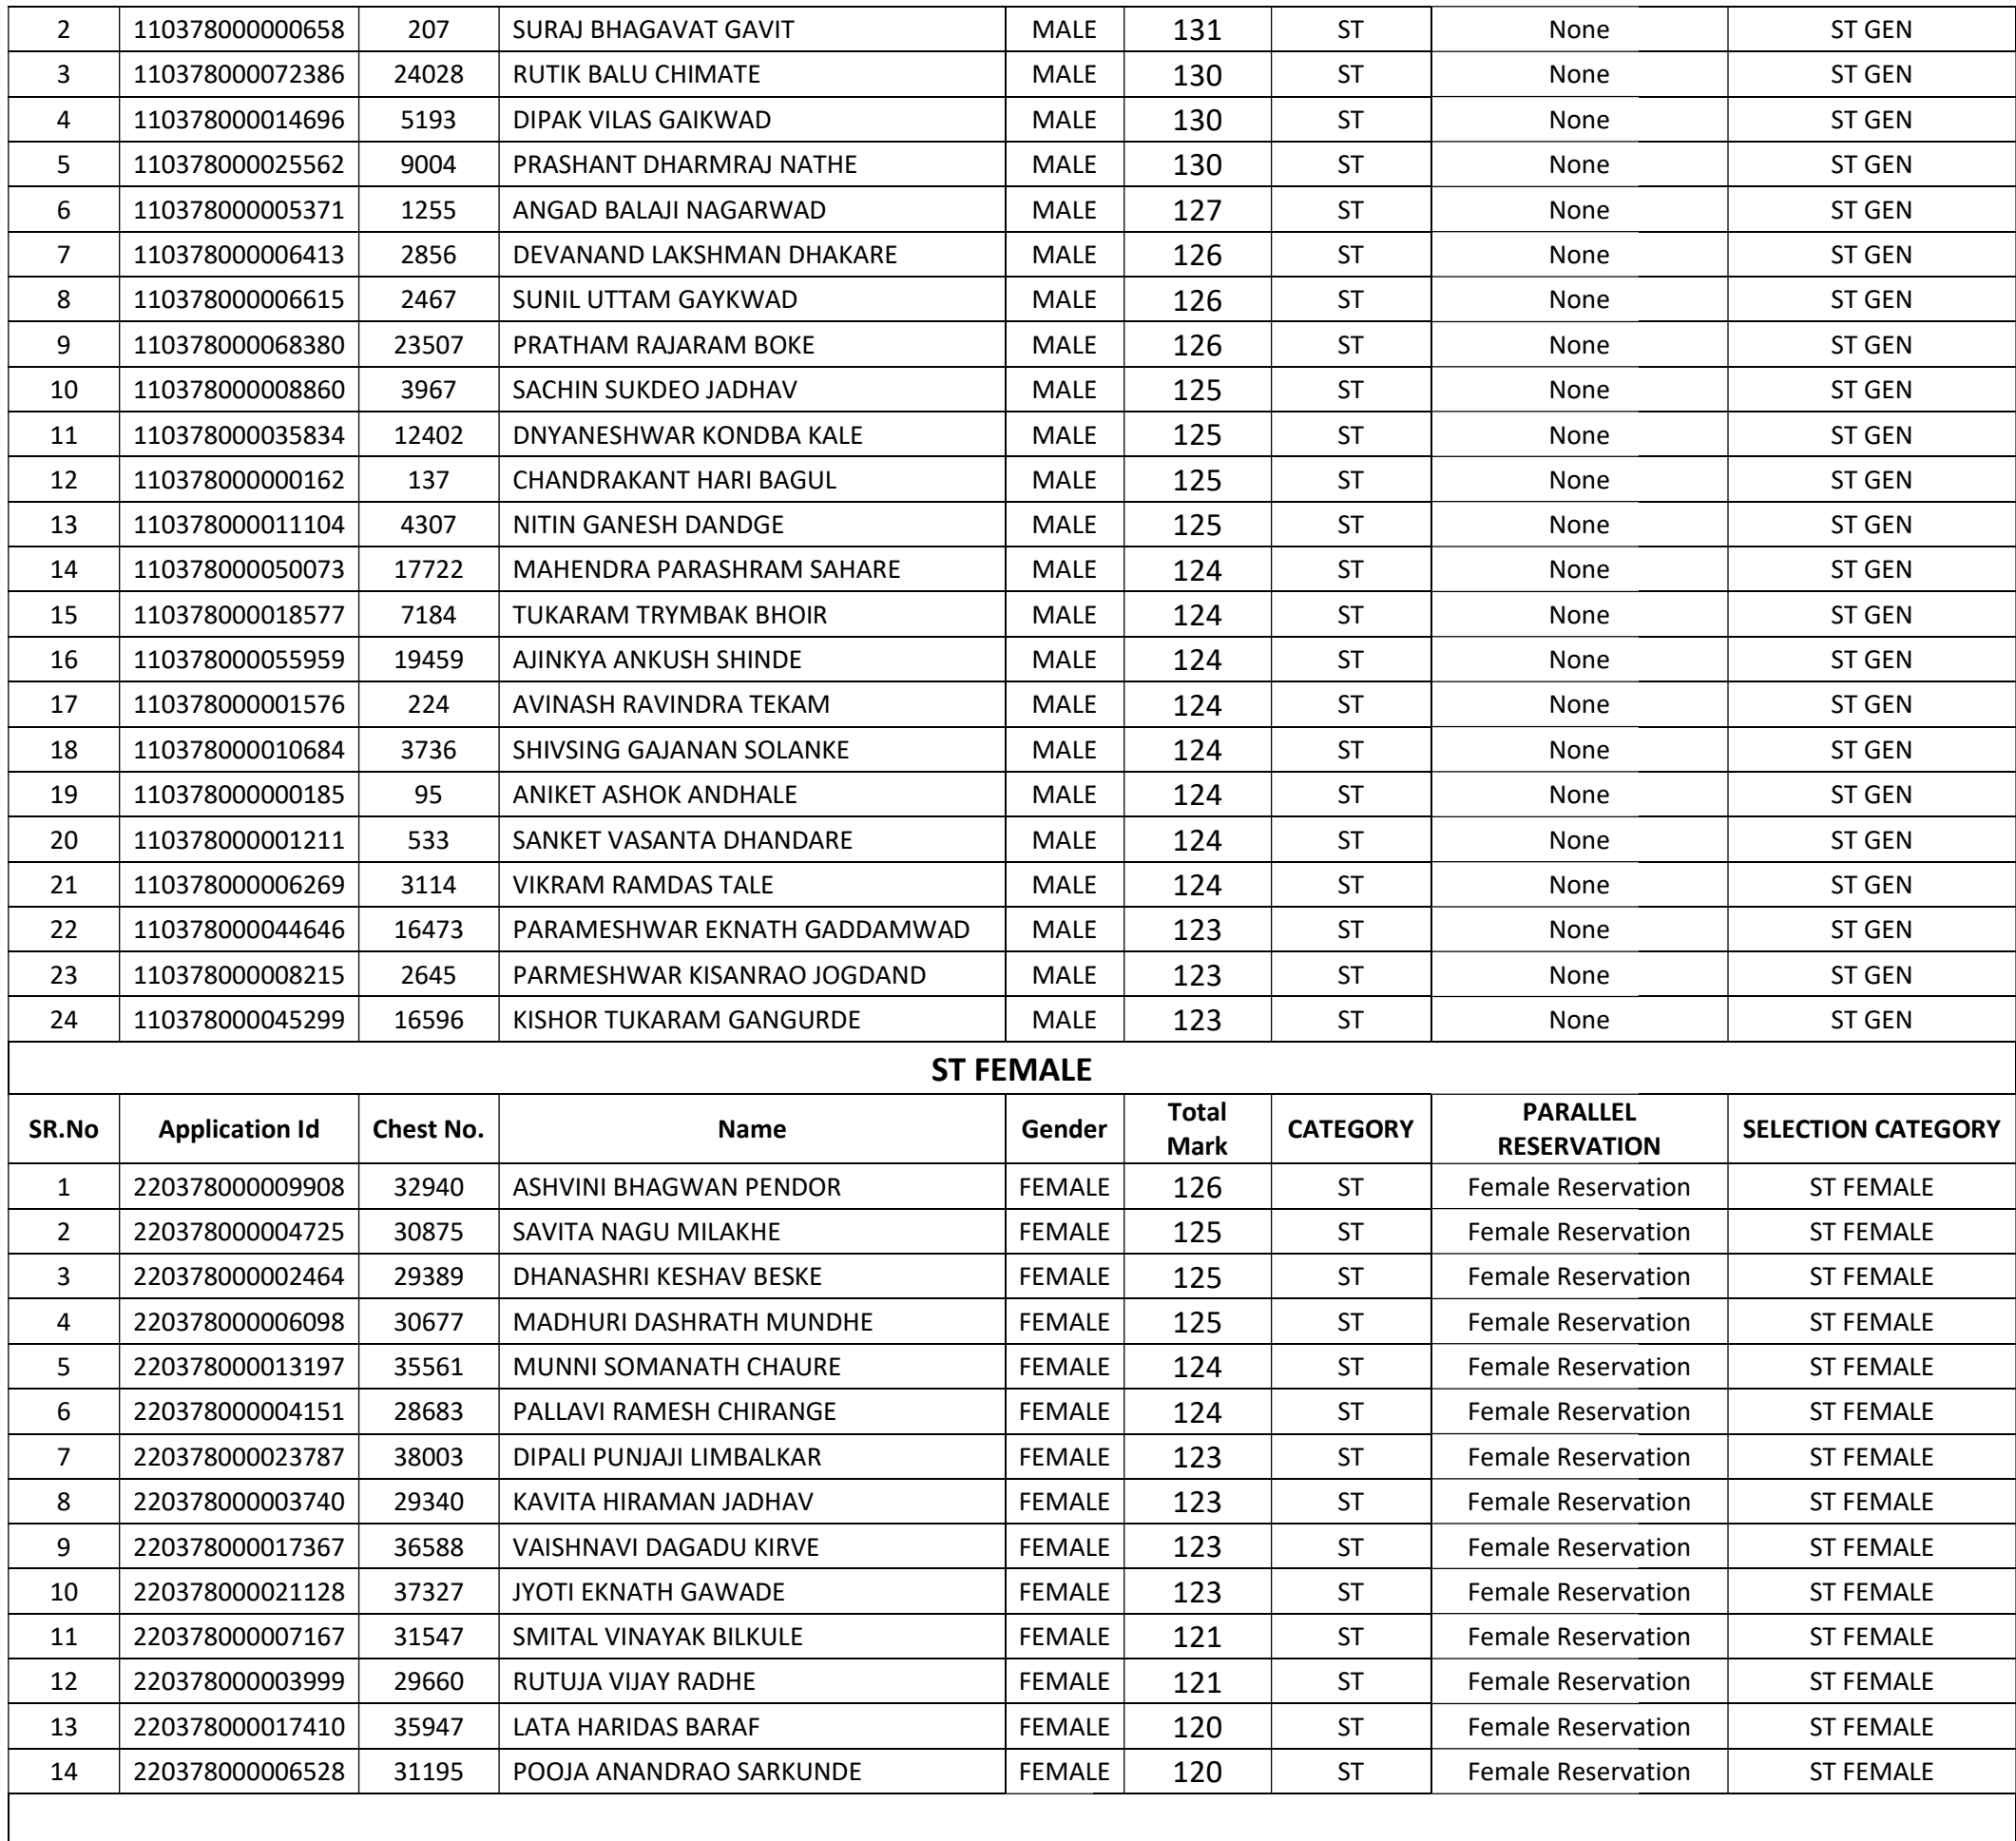 2 110378000000658 207 SURAJ BHAGAVAT GAVIT MALE 131 ST None ST GEN
3 110378000072386 24028 RUTIK BALU CHIMATE MALE 130 ST None ST GEN
4 110378000014696 5193 DIPAK VILAS GAIKWAD MALE 130 ST None ST GEN
5 110378000025562 9004 PRASHANT DHARMRAJ NATHE MALE 130 ST None ST GEN
6 110378000005371 1255 ANGAD BALAJI NAGARWAD MALE 127 ST None ST GEN
7 110378000006413 2856 DEVANAND LAKSHMAN DHAKARE MALE 126 ST None ST GEN
8 110378000006615 2467 SUNIL UTTAM GAYKWAD MALE 126 ST None ST GEN
9 110378000068380 23507 PRATHAM RAJARAM BOKE MALE 126 ST None ST GEN
10 110378000008860 3967 SACHIN SUKDEO JADHAV MALE 125 ST None ST GEN
11 110378000035834 12402 DNYANESHWAR KONDBA KALE MALE 125 ST None ST GEN
12 110378000000162 137 CHANDRAKANT HARI BAGUL MALE 125 ST None ST GEN
13 110378000011104 4307 NITIN GANESH DANDGE MALE 125 ST None ST GEN
14 110378000050073 17722 MAHENDRA PARASHRAM SAHARE MALE 124 ST None ST GEN
15 110378000018577 7184 TUKARAM TRYMBAK BHOIR MALE 124 ST None ST GEN
16 110378000055959 19459 AJINKYA ANKUSH SHINDE MALE 124 ST None ST GEN
17 110378000001576 224 AVINASH RAVINDRA TEKAM MALE 124 ST None ST GEN
18 110378000010684 3736 SHIVSING GAJANAN SOLANKE MALE 124 ST None ST GEN
19 110378000000185 95 ANIKET ASHOK ANDHALE MALE 124 ST None ST GEN
20 110378000001211 533 SANKET VASANTA DHANDARE MALE 124 ST None ST GEN
21 110378000006269 3114 VIKRAM RAMDAS TALE MALE 124 ST None ST GEN
22 110378000044646 16473 PARAMESHWAR EKNATH GADDAMWAD MALE 123 ST None ST GEN
23 110378000008215 2645 PARMESHWAR KISANRAO JOGDAND MALE 123 ST None ST GEN
24 110378000045299 16596 KISHOR TUKARAM GANGURDE MALE 123 ST None ST GEN
ST FEMALE
SR.No Application Id Chest No. Name Gender Total Mark CATEGORY PARALLEL RESERVATION SELECTION CATEGORY
1 220378000009908 32940 ASHVINI BHAGWAN PENDOR FEMALE 126 ST Female Reservation ST FEMALE
2 220378000004725 30875 SAVITA NAGU MILAKHE FEMALE 125 ST Female Reservation ST FEMALE
3 220378000002464 29389 DHANASHRI KESHAV BESKE FEMALE 125 ST Female Reservation ST FEMALE
4 220378000006098 30677 MADHURI DASHRATH MUNDHE FEMALE 125 ST Female Reservation ST FEMALE
5 220378000013197 35561 MUNNI SOMANATH CHAURE FEMALE 124 ST Female Reservation ST FEMALE
6 220378000004151 28683 PALLAVI RAMESH CHIRANGE FEMALE 124 ST Female Reservation ST FEMALE
7 220378000023787 38003 DIPALI PUNJAJI LIMBALKAR FEMALE 123 ST Female Reservation ST FEMALE
8 220378000003740 29340 KAVITA HIRAMAN JADHAV FEMALE 123 ST Female Reservation ST FEMALE
9 220378000017367 36588 VAISHNAVI DAGADU KIRVE FEMALE 123 ST Female Reservation ST FEMALE
10 220378000021128 37327 JYOTI EKNATH GAWADE FEMALE 123 ST Female Reservation ST FEMALE
11 220378000007167 31547 SMITAL VINAYAK BILKULE FEMALE 121 ST Female Reservation ST FEMALE
12 220378000003999 29660 RUTUJA VIJAY RADHE FEMALE 121 ST Female Reservation ST FEMALE
13 220378000017410 35947 LATA HARIDAS BARAF FEMALE 120 ST Female Reservation ST FEMALE
14 220378000006528 31195 POOJA ANANDRAO SARKUNDE FEMALE 120 ST Female Reservation ST FEMALE